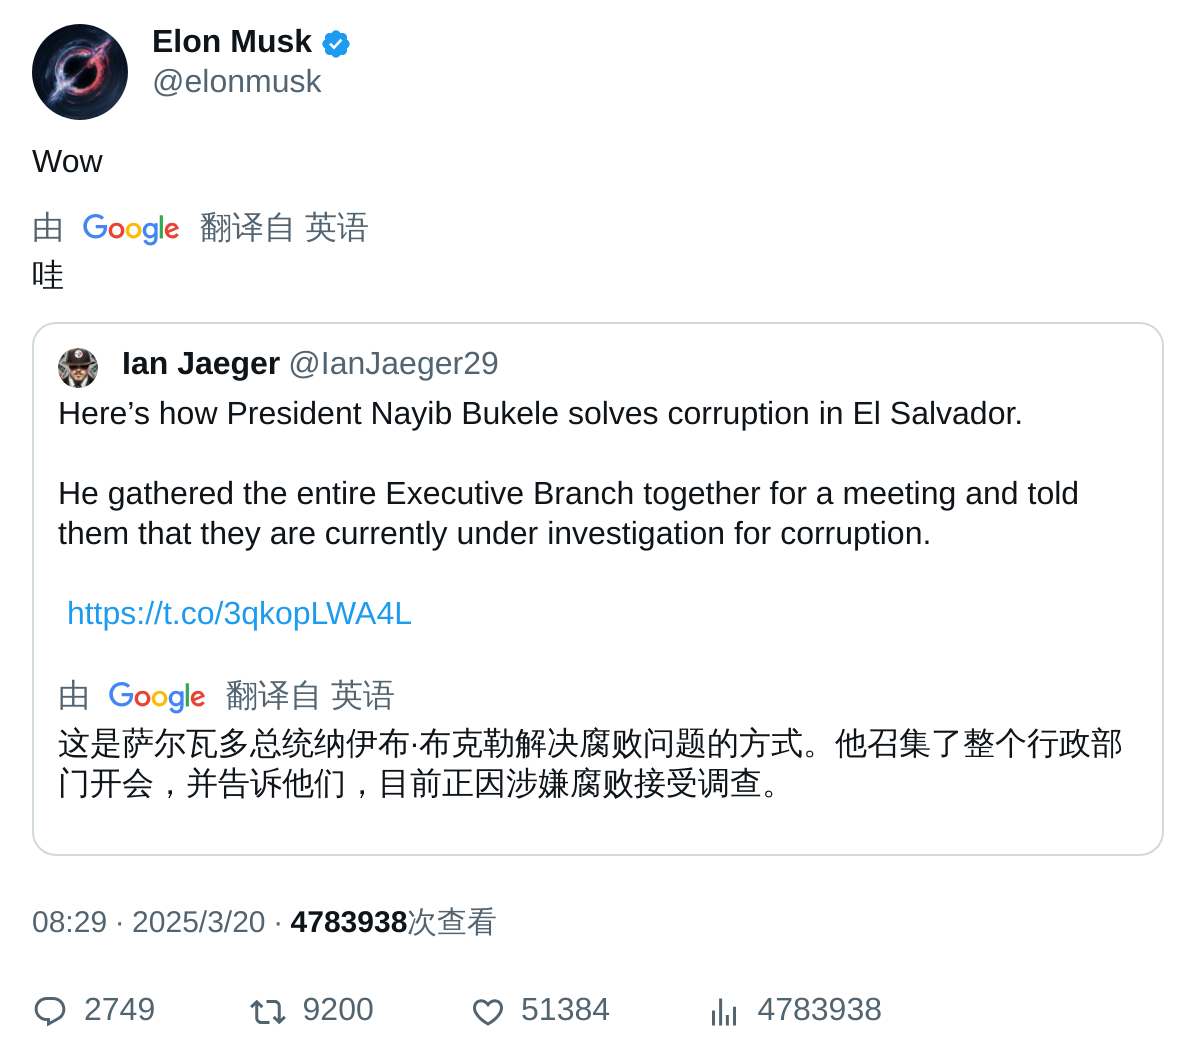 Elon Musk
@elonmusk
Wow
由 Google 翻译自 英语
哇
Ian Jaeger @IanJaeger29
Here’s how President Nayib Bukele solves corruption in El Salvador.
He gathered the entire Executive Branch together for a meeting and told
them that they are currently under investigation for corruption.
https://t.co/3qkopLWA4L
由 Google 翻译自 英语
这是萨尔瓦多总统纳伊布·布克勒解决腐败问题的方式。他召集了整个行政部
门开会，并告诉他们，目前正因涉嫌腐败接受调查。
08:29 · 2025/3/20 · 4783938次查看
2749 9200 51384 4783938